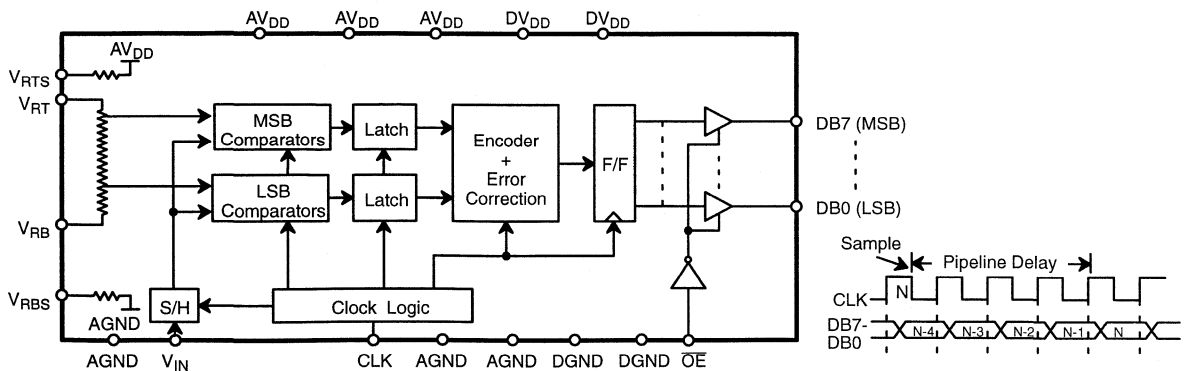 AVDD AVDD AVDD DVDD DVDD
VRTS
AVDD
VRT
MSB
Comparators
Latch
Encoder
+
Error
Correction
F/F
DB7 (MSB)
LSB
Comparators
Latch
DB0 (LSB)
VRB
VRBS
AGND
S/H
Clock Logic
AGND VIN CLK AGND AGND DGND DGND OE
Sample
Pipeline Delay
CLK
N
DB7-
DB0
N-4 N-3 N-2 N-1 N